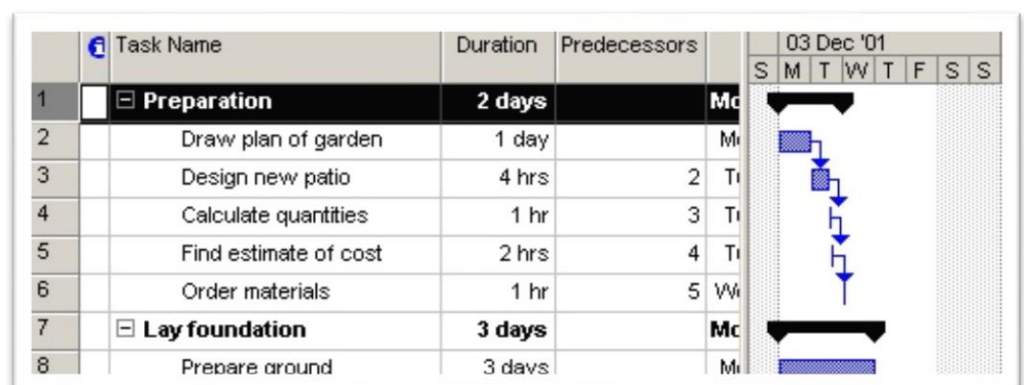 Task Name Duration Predecessors 03 Dec '01
S M T W T F S S
1 Preparation 2 days Mo
2 Draw plan of garden 1 day M
3 Design new patio 4 hrs 2 T
4 Calculate quantities 1 hr 3 T
5 Find estimate of cost 2 hrs 4 T
6 Order materials 1 hr 5 W
7 Lay foundation 3 days Mo
8 Prepare ground 3 days M